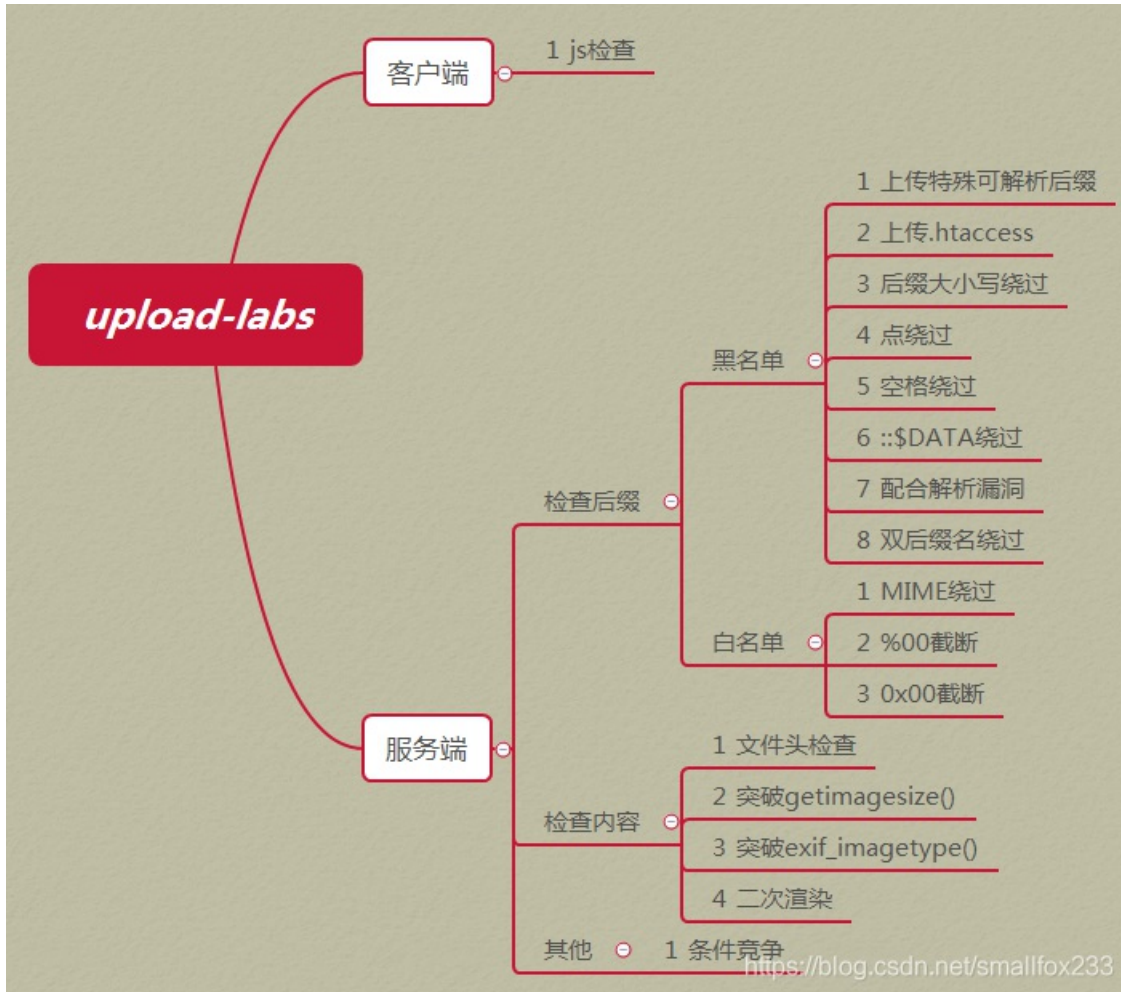 客户端
1 js检查
upload-labs
服务端
检查后缀
黑名单
1 上传特殊可解析后缀
2 上传.htaccess
3 后缀大小写绕过
4 点绕过
5 空格绕过
6 ::$DATA绕过
7 配合解析漏洞
8 双后缀名绕过
白名单
1 MIME绕过
2 %00截断
3 0x00截断
检查内容
1 文件头检查
2 突破getimagesize()
3 突破exif_imagetype()
4 二次渲染
其他
1 条件竞争
https://blog.csdn.net/smallfox233